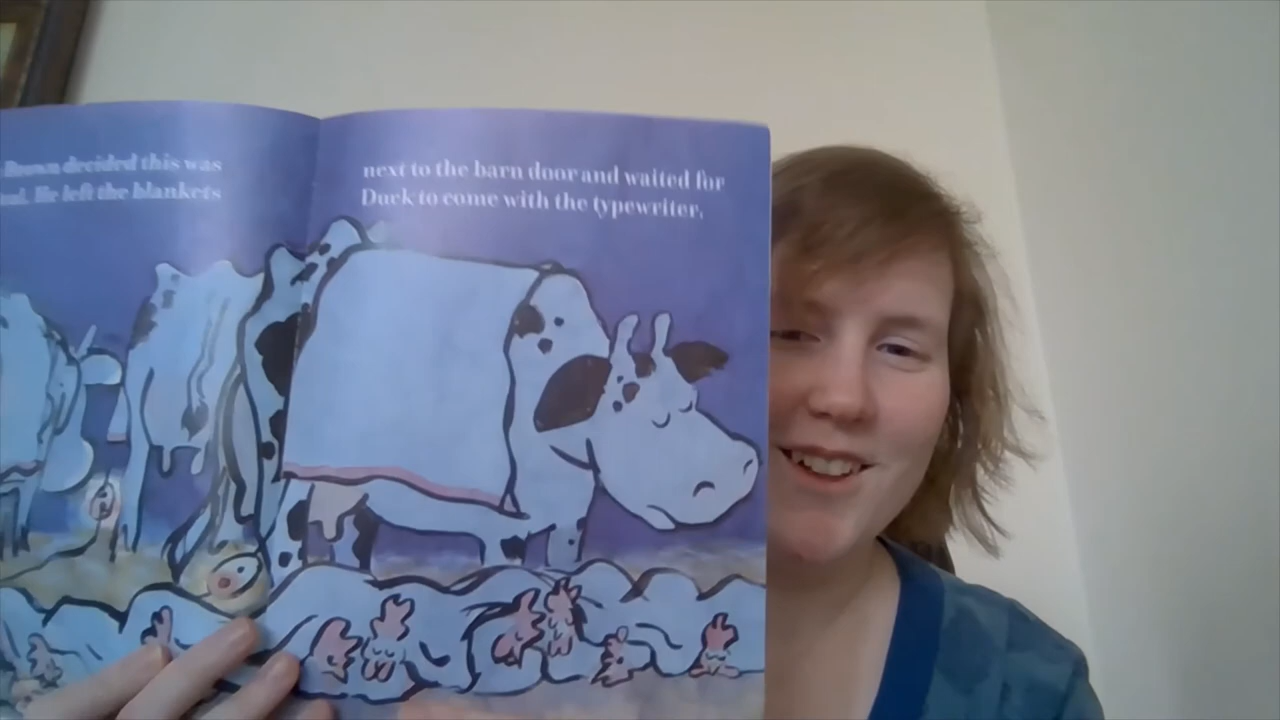 Brown decided this was
He left the blankets
next to the barn door and waited for
Duck to come with the typewriter.